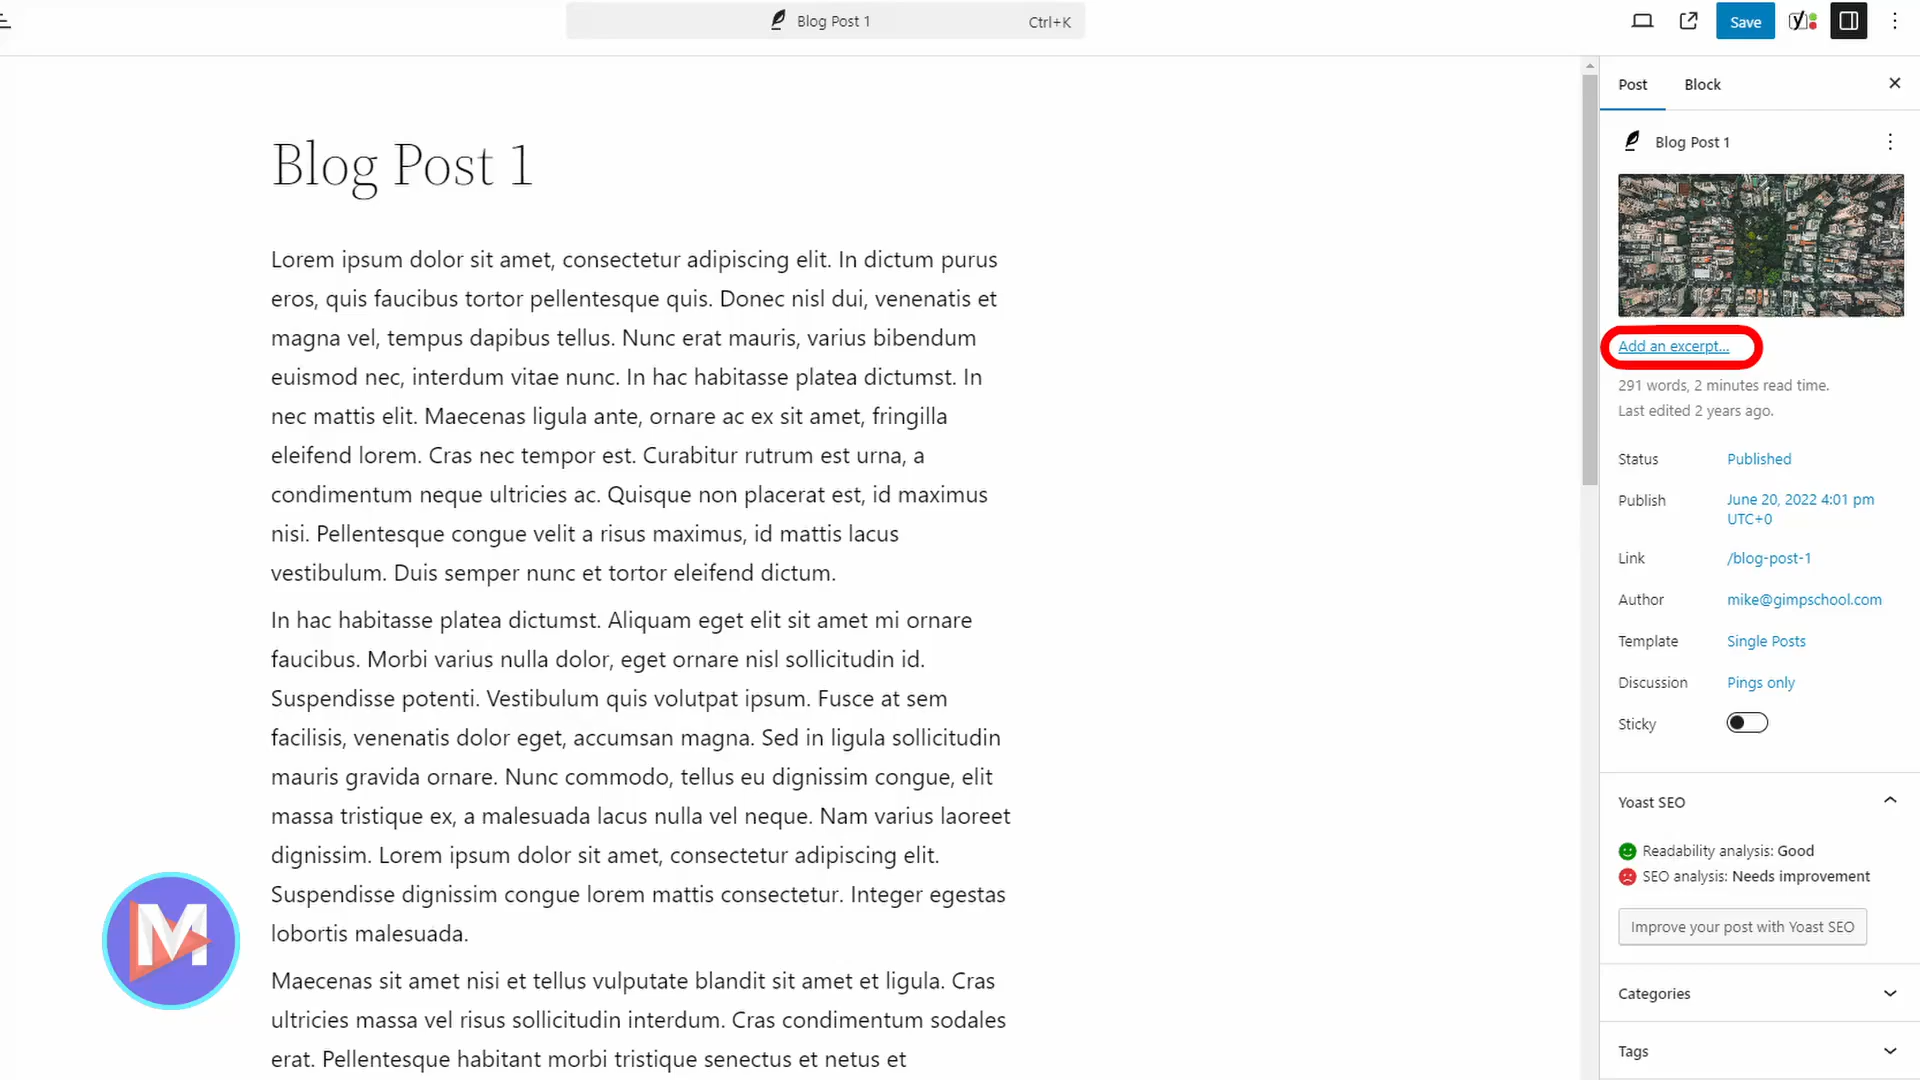 Blog Post 1
Ctrl+K
Save
Post
Block
Blog Post 1
Blog Post 1
Lorem ipsum dolor sit amet, consectetur adipiscing elit. In dictum purus
eros, quis faucibus tortor pellentesque quis. Donec nisl dui, venenatis et
magna vel, tempus dapibus tellus. Nunc erat mauris, varius bibendum
euismod nec, interdum vitae nunc. In hac habitasse platea dictumst. In
nec mattis elit. Maecenas ligula ante, ornare ac ex sit amet, fringilla
eleifend lorem. Cras nec tempor est. Curabitur rutrum est urna, a
condimentum neque ultricies ac. Quisque non placerat est, id maximus
nisi. Pellentesque congue velit a risus maximus, id mattis lacus
vestibulum. Duis semper nunc et tortor eleifend dictum.
In hac habitasse platea dictumst. Aliquam eget elit sit amet mi ornare
faucibus. Morbi varius nulla dolor, eget ornare nisl sollicitudin id.
Suspendisse potenti. Vestibulum quis volutpat ipsum. Fusce at sem
facilisis, venenatis dolor eget, accumsan magna. Sed in ligula sollicitudin
mauris gravida ornare. Nunc commodo, tellus eu dignissim congue, elit
massa tristique ex, a malesuada lacus nulla vel neque. Nam varius laoreet
dignissim. Lorem ipsum dolor sit amet, consectetur adipiscing elit.
Suspendisse dignissim congue lorem mattis consectetur. Integer egestas
lobortis malesuada.
Maecenas sit amet nisi et tellus vulputate blandit sit amet et ligula. Cras
ultricies massa vel risus sollicitudin interdum. Cras condimentum sodales
erat. Pellentesque habitant morbi tristique senectus et netus et
M
Add an excerpt...
291 words, 2 minutes read time.
Last edited 2 years ago.
Status Published
Publish June 20, 2022 4:01 pm
UTC+0
Link /blog-post-1
Author mike@gimpschool.com
Template Single Posts
Discussion Pings only
Sticky
Yoast SEO
Readability analysis: Good
SEO analysis: Needs improvement
Improve your post with Yoast SEO
Categories
Tags